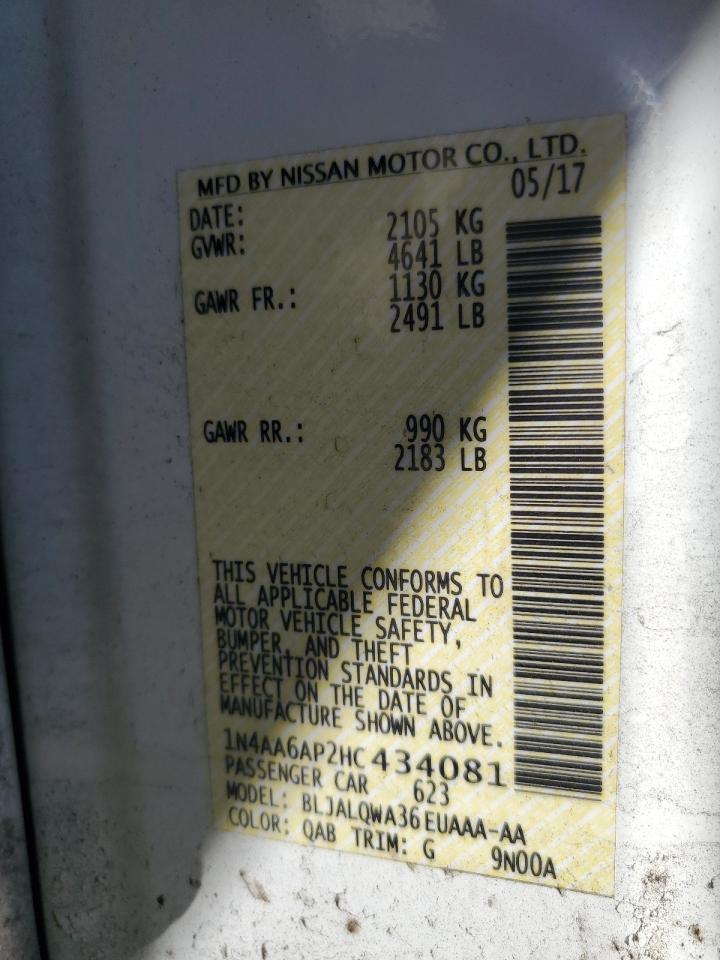 MFD BY NISSAN MOTOR CO., LTD.
DATE: 05/17
GVWR: 2105 KG
4641 LB
GAWR FR.: 1130 KG
2491 LB
GAWR RR.: 990 KG
2183 LB
THIS VEHICLE CONFORMS TO
ALL APPLICABLE FEDERAL
MOTOR VEHICLE SAFETY,
BUMPER, AND THEFT
PREVENTION STANDARDS IN
EFFECT ON THE DATE OF
MANUFACTURE SHOWN ABOVE.
1N4AA6AP2HC434081
PASSENGER CAR 623
MODEL: BLJALQWA36EUAAA-AA
COLOR: QAB TRIM: G 9N00A